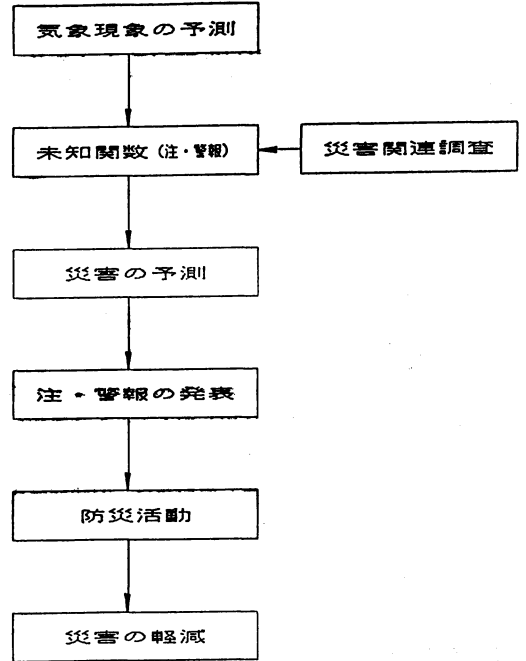 気象現象の予測
未知関数(注・警報)
災害関連調査
災害の予測
注・警報の発表
防災活動
災害の軽減